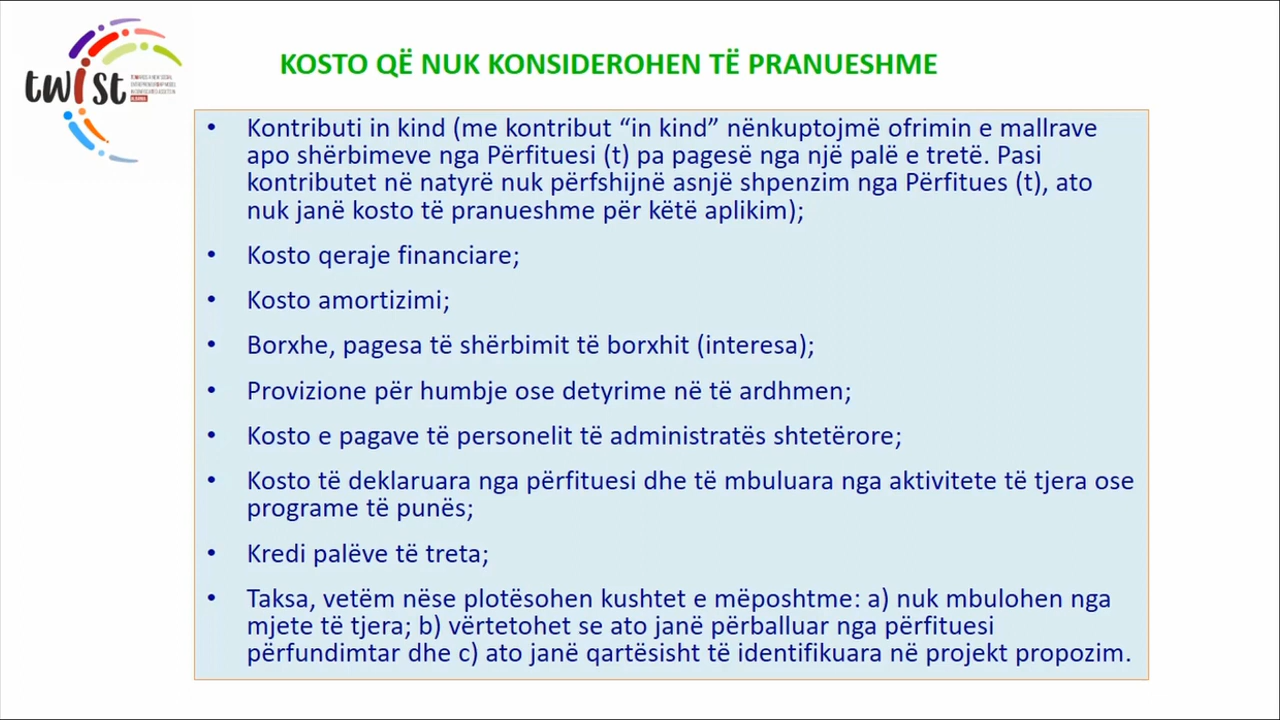 twist
KOSTO QË NUK KONSIDEROHEN TË PRANUESHME
• Kontributi in kind (me kontribut “in kind” nënkuptojmë ofrimin e mallrave
apo shërbimeve nga Përfituesi (t) pa pagesë nga një palë e tretë. Pasi
kontributet në natyrë nuk përfshijnë asnjë shpenzim nga Përfitues (t), ato
nuk janë kosto të pranueshme për këtë aplikim);
• Kosto qeraje financiare;
• Kosto amortizimi;
• Borxhe, pagesa të shërbimit të borxhit (interesa);
• Provizione për humbje ose detyrime në të ardhmen;
• Kosto e pagave të personelit të administratës shtetërore;
• Kosto të deklaruara nga përfituesi dhe të mbuluara nga aktivitete të tjera ose
programe të punës;
• Kredi palëve të treta;
• Taksa, vetëm nëse plotësohen kushtet e mëposhtme: a) nuk mbulohen nga
mjete të tjera; b) vërtetohet se ato janë përballuar nga përfituesi
përfundimtar dhe c) ato janë qartësisht të identifikuara në projekt propozim.